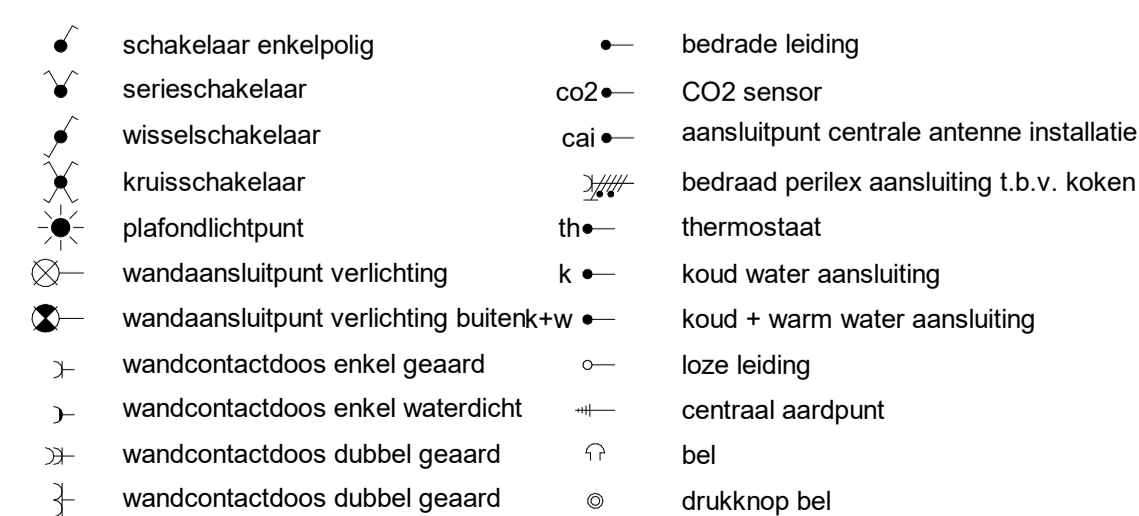 schakelaar enkelpolig
serieschakelaar
wisselschakelaar
kruisschakelaar
plafondlichtpunt
wandaansluitpunt verlichting
wandaansluitpunt verlichting buiten
wandcontactdoos enkel geaard
wandcontactdoos enkel waterdicht
wandcontactdoos dubbel geaard
wandcontactdoos dubbel geaard
bedrade leiding
co2 CO2 sensor
cai aansluitpunt centrale antenne installatie
bedraad perilex aansluiting t.b.v. koken
th thermostaat
k koud water aansluiting
k+w koud + warm water aansluiting
loze leiding
centraal aardpunt
bel
drukknop bel